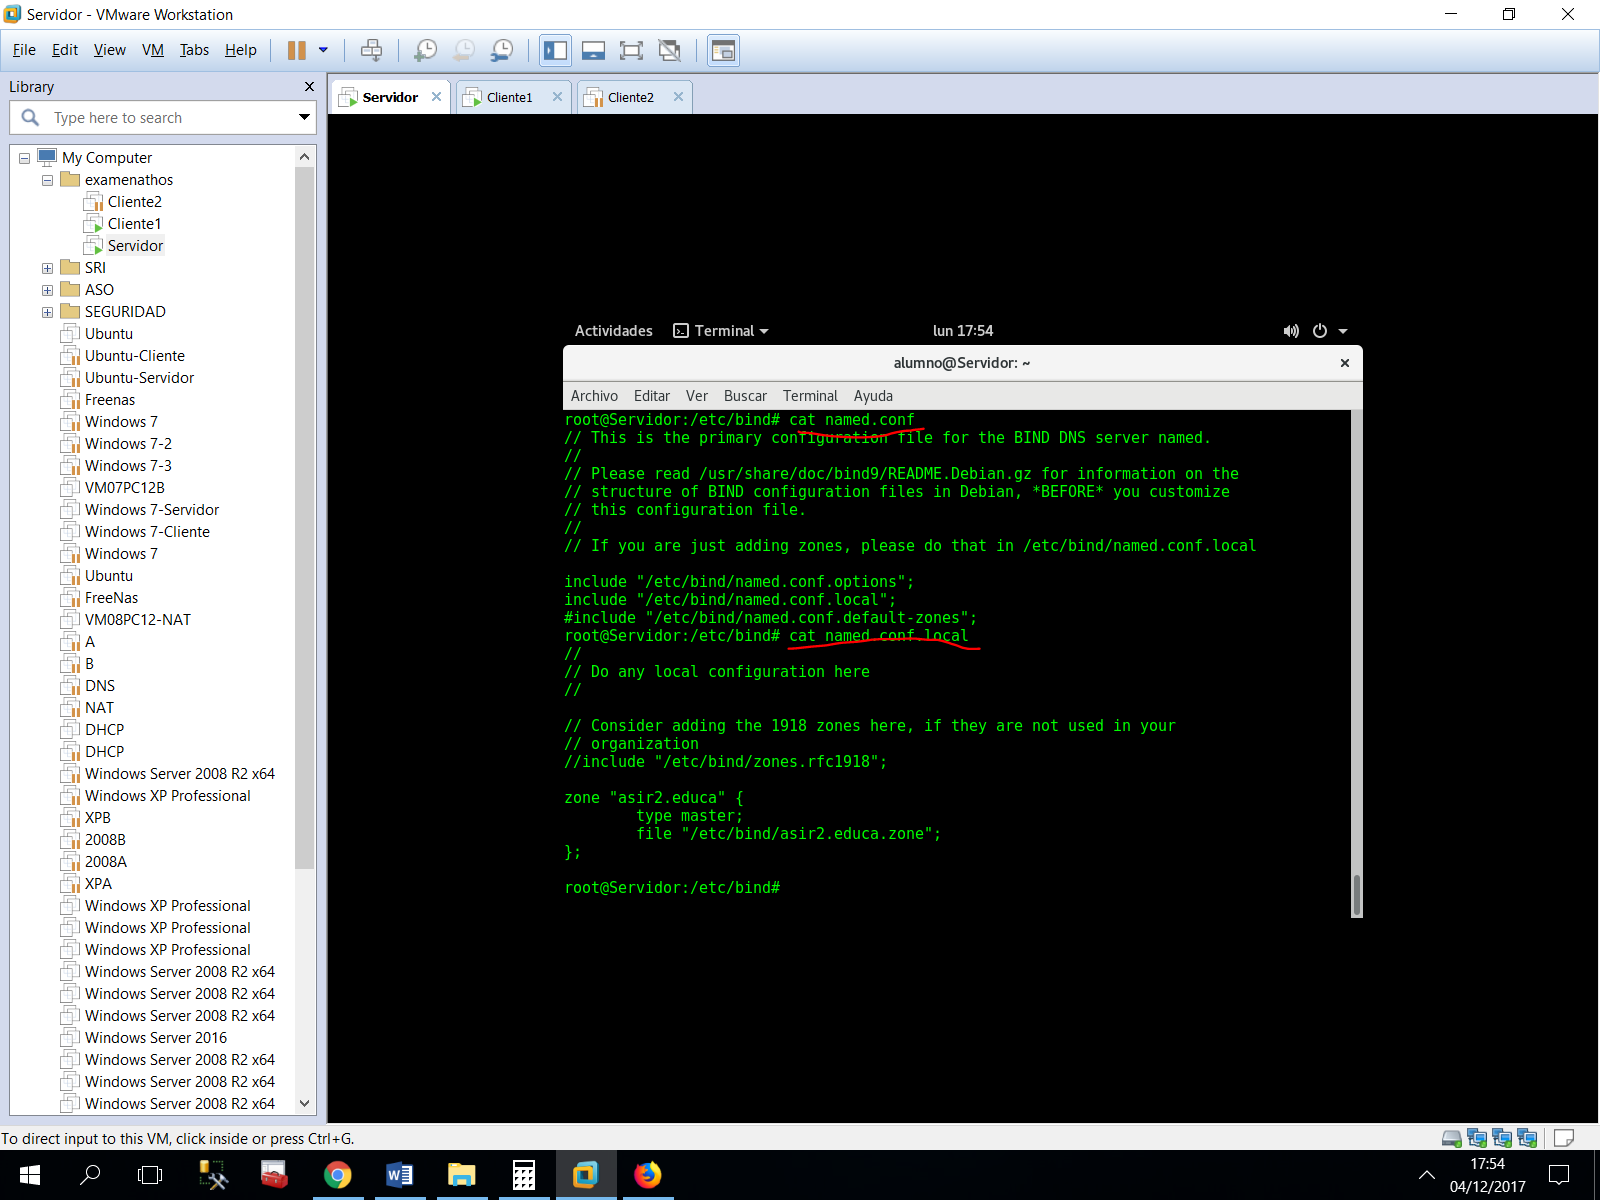 Servidor - VMware Workstation
File Edit View VM Tabs Help
Library
Type here to search
My Computer
examenathos
Cliente2
Cliente1
Servidor
SRI
ASO
SEGURIDAD
Ubuntu
Ubuntu-Cliente
Ubuntu-Servidor
Freenas
Windows 7
Windows 7-2
Windows 7-3
VM07PC12B
Windows 7-Servidor
Windows 7-Cliente
Windows 7
Ubuntu
FreeNas
VM08PC12-NAT
A
B
DNS
NAT
DHCP
DHCP
Windows Server 2008 R2 x64
Windows XP Professional
XPB
2008B
2008A
XPA
Windows XP Professional
Windows XP Professional
Windows XP Professional
Windows Server 2008 R2 x64
Windows Server 2008 R2 x64
Windows Server 2008 R2 x64
Windows Server 2016
Windows Server 2008 R2 x64
Windows Server 2008 R2 x64
Windows Server 2008 R2 x64
Servidor Cliente1 Cliente2
Actividades Terminal lun 17:54
alumno@Servidor: ~
Archivo Editar Ver Buscar Terminal Ayuda
root@Servidor:/etc/bind# cat named.conf
// This is the primary configuration file for the BIND DNS server named.
//
// Please read /usr/share/doc/bind9/README.Debian.gz for information on the
// structure of BIND configuration files in Debian, *BEFORE* you customize
// this configuration file.
//
// If you are just adding zones, please do that in /etc/bind/named.conf.local
include "/etc/bind/named.conf.options";
include "/etc/bind/named.conf.local";
#include "/etc/bind/named.conf.default-zones";
root@Servidor:/etc/bind# cat named.conf.local
//
// Do any local configuration here
//
// Consider adding the 1918 zones here, if they are not used in your
// organization
//include "/etc/bind/zones.rfc1918";
zone "asir2.educa" {
type master;
file "/etc/bind/asir2.educa.zone";
};
root@Servidor:/etc/bind#
To direct input to this VM, click inside or press Ctrl+G.
17:54
04/12/2017